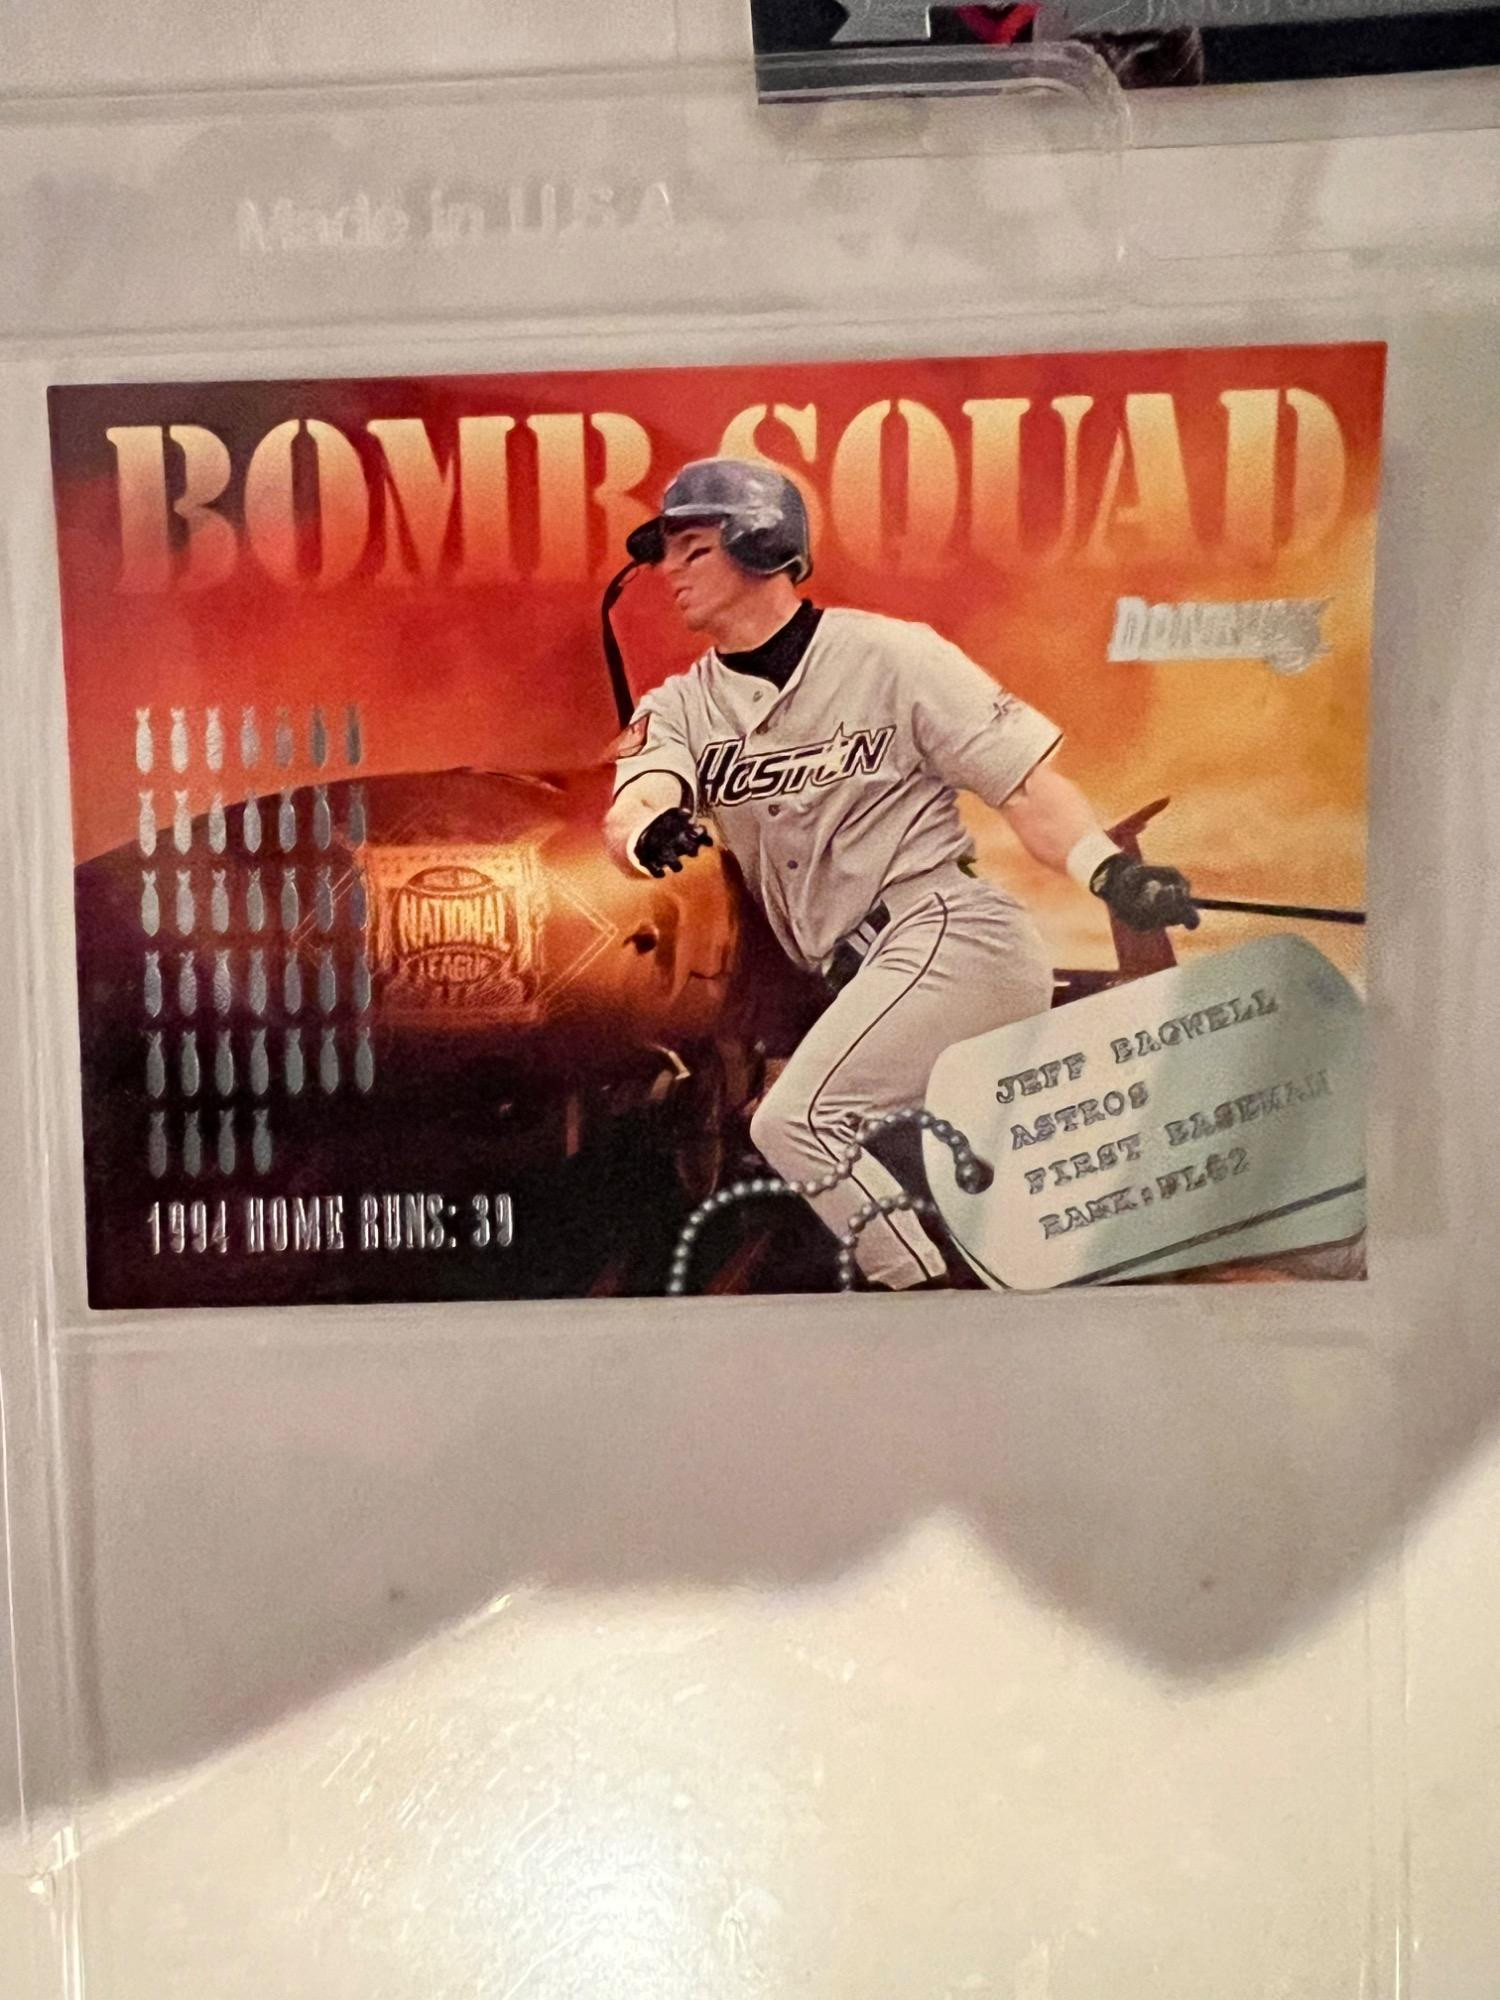 Made in U.S.A.
BOMB SQUAD
DONRUSS
HOUSTON
NATIONAL
LEAGUE
JEFF BAGWELL
ASTROS
FIRST BASEMAN
RANK: NL#2
1994 HOME RUNS: 39